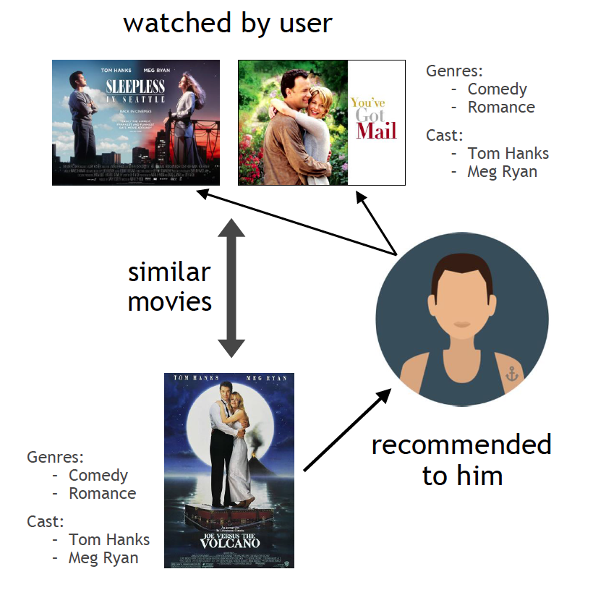 watched by user
TOM HANKS MEG RYAN
SLEEPLESS
IN SEATTLE
You've
Got
Mail
Genres:
- Comedy
- Romance
Cast:
- Tom Hanks
- Meg Ryan
similar
movies
TOM HANKS MEG RYAN
recommended
to him
Genres:
- Comedy
- Romance
Cast:
- Tom Hanks
- Meg Ryan
JOE VERSUS THE
VOLCANO